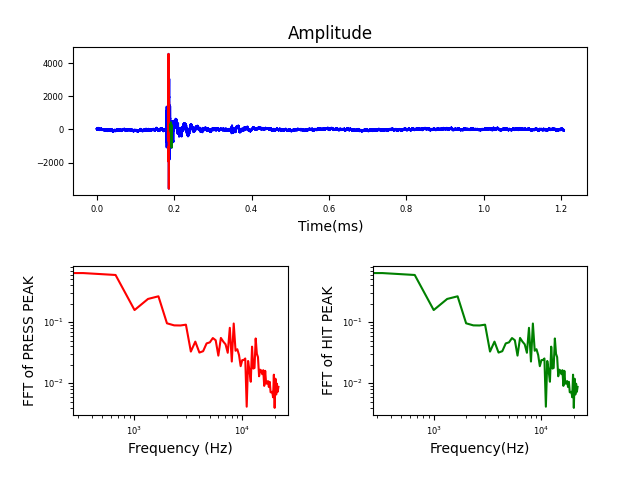 Amplitude
4000
2000
0
−2000
0.0 0.2 0.4 0.6 0.8 1.0 1.2
Time(ms)
FFT of PRESS PEAK
10⁻¹
10⁻²
10³ 10⁴
Frequency (Hz)
FFT of HIT PEAK
10⁻¹
10⁻²
10³ 10⁴
Frequency(Hz)